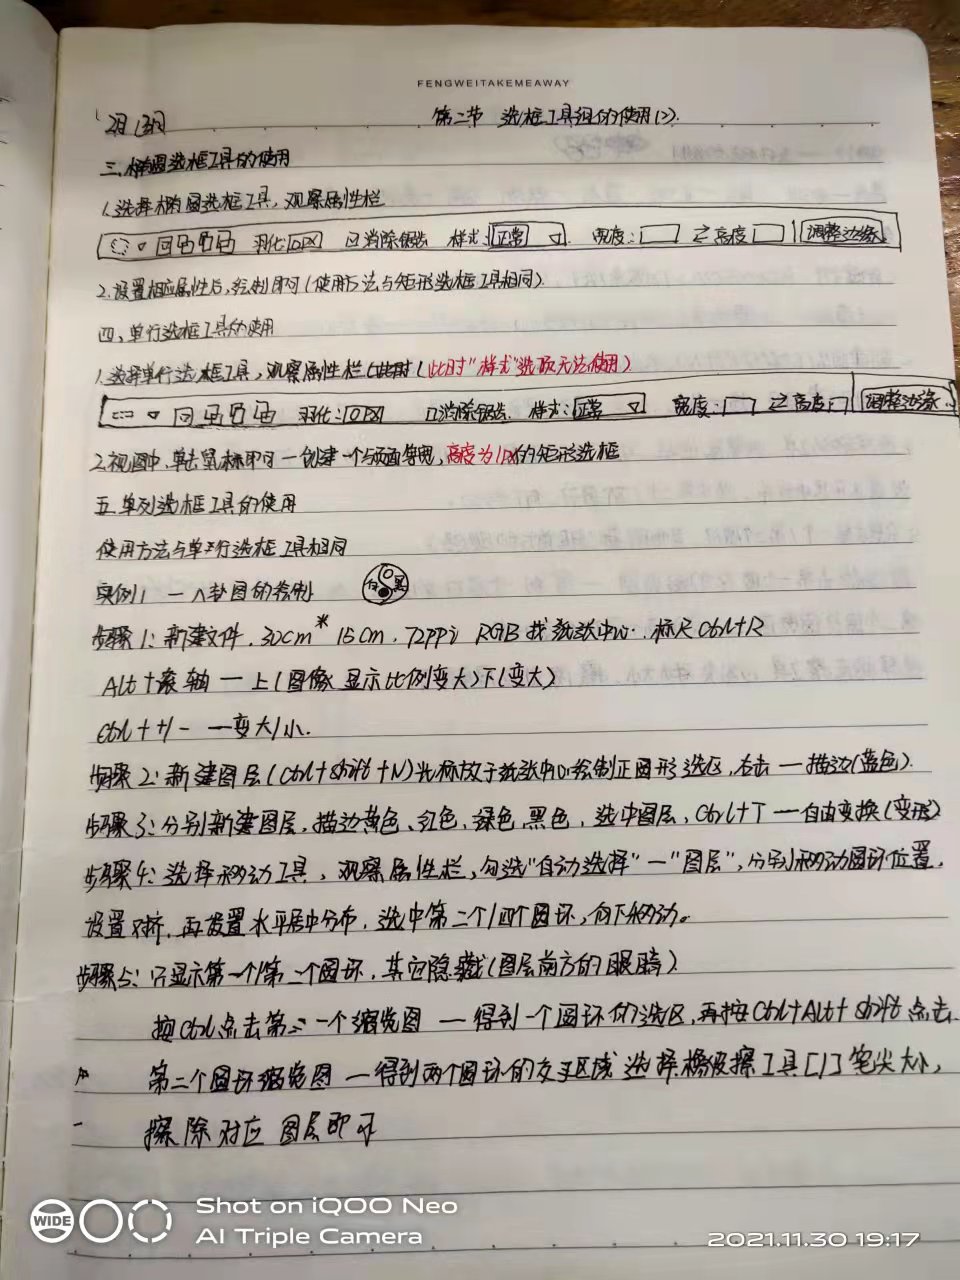 FENGWEITAKEMEAWAY
第二节 选框工具组的使用(2).
三.椭圆选框工具的使用
1.选择椭圆选框工具,观察属性栏
羽化:0PX 消除锯齿 样式:正常 宽度: ⇄高度 调整边缘
2.设置相应属性后,绘制即可(使用方法与矩形选框工具相同).
四、单行选框工具的使用
1.选择单行选框工具,观察属性栏(此时"样式"选项无法使用)
羽化:0PX 消除锯齿. 样式:正常 宽度: ⇄高度: 调整边缘..
2.视图中,单击鼠标即可一创建一个与画面等宽,高度为1px的矩形选框
五.单列选框工具的使用
使用方法与单行选框工具相同
实例1 一 八卦图的绘制 白 黑
步骤1:新建文件.30cm*15cm.72ppi RGB 找纸张中心.标尺Ctrl+R
Alt+滚轴 一 上(图像显示比例变大)下(变大)
Ctrl++/- 一变大/小.
步骤2:新建图层(Ctrl+Shift+N)光标放于纸张中心绘制正圆形选区,右击一描边(蓝色).
步骤3:分别新建图层,描边黄色、红色,绿色,黑色,选中图层,Ctrl+T一自由变换(变形)
步骤4:选择移动工具,观察属性栏,勾选"自动选择"一"图层",分别移动圆环位置,
设置对齐,再设置水平居中分布,选中第二个/四个圆环,向下移动。
步骤5:只显示第一个/第二个圆环,其它隐藏(图层前方的眼睛)
按Ctrl点击第一个缩览图 一得到一个圆环的选区,再按Ctrl+Alt+Shift点击
第二个圆环缩览图一得到两个圆环的交叉区域 选择橡皮擦工具[/]笔尖大小,
擦除对应图层即可
WIDE
Shot on iQOO Neo
AI Triple Camera
2021.11.30 19:17